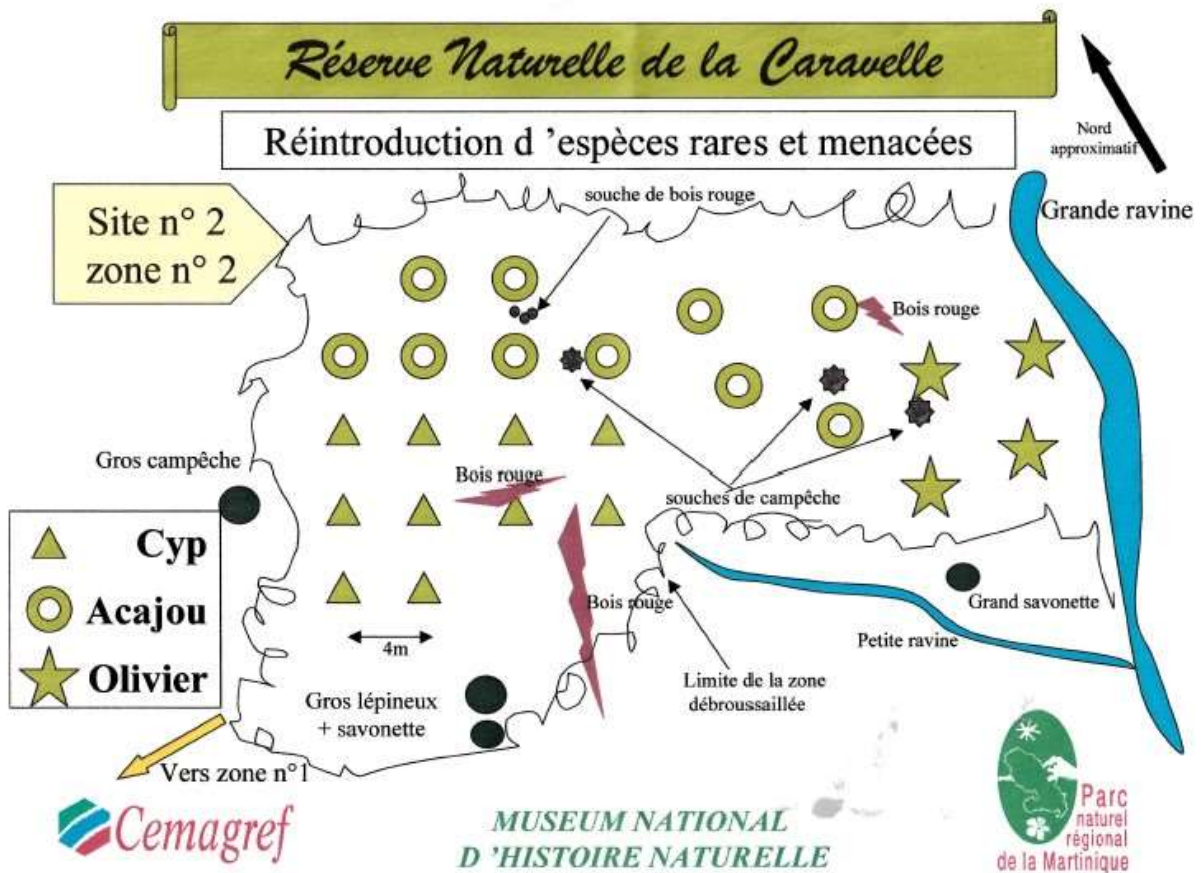 Réserve Naturelle de la Caravelle
Réintroduction d 'espèces rares et menacées
Nord
approximatif
Site n° 2
zone n° 2
souche de bois rouge
Grande ravine
Bois rouge
Gros campêche
Bois rouge
souches de campêche
Cyp
Acajou
Olivier
4m
Bois rouge
Grand savonette
Petite ravine
Limite de la zone
débroussaillée
Gros lépineux
+ savonette
Vers zone n°1
Cemagref
MUSEUM NATIONAL
D 'HISTOIRE NATURELLE
Parc
naturel
régional
de la Martinique